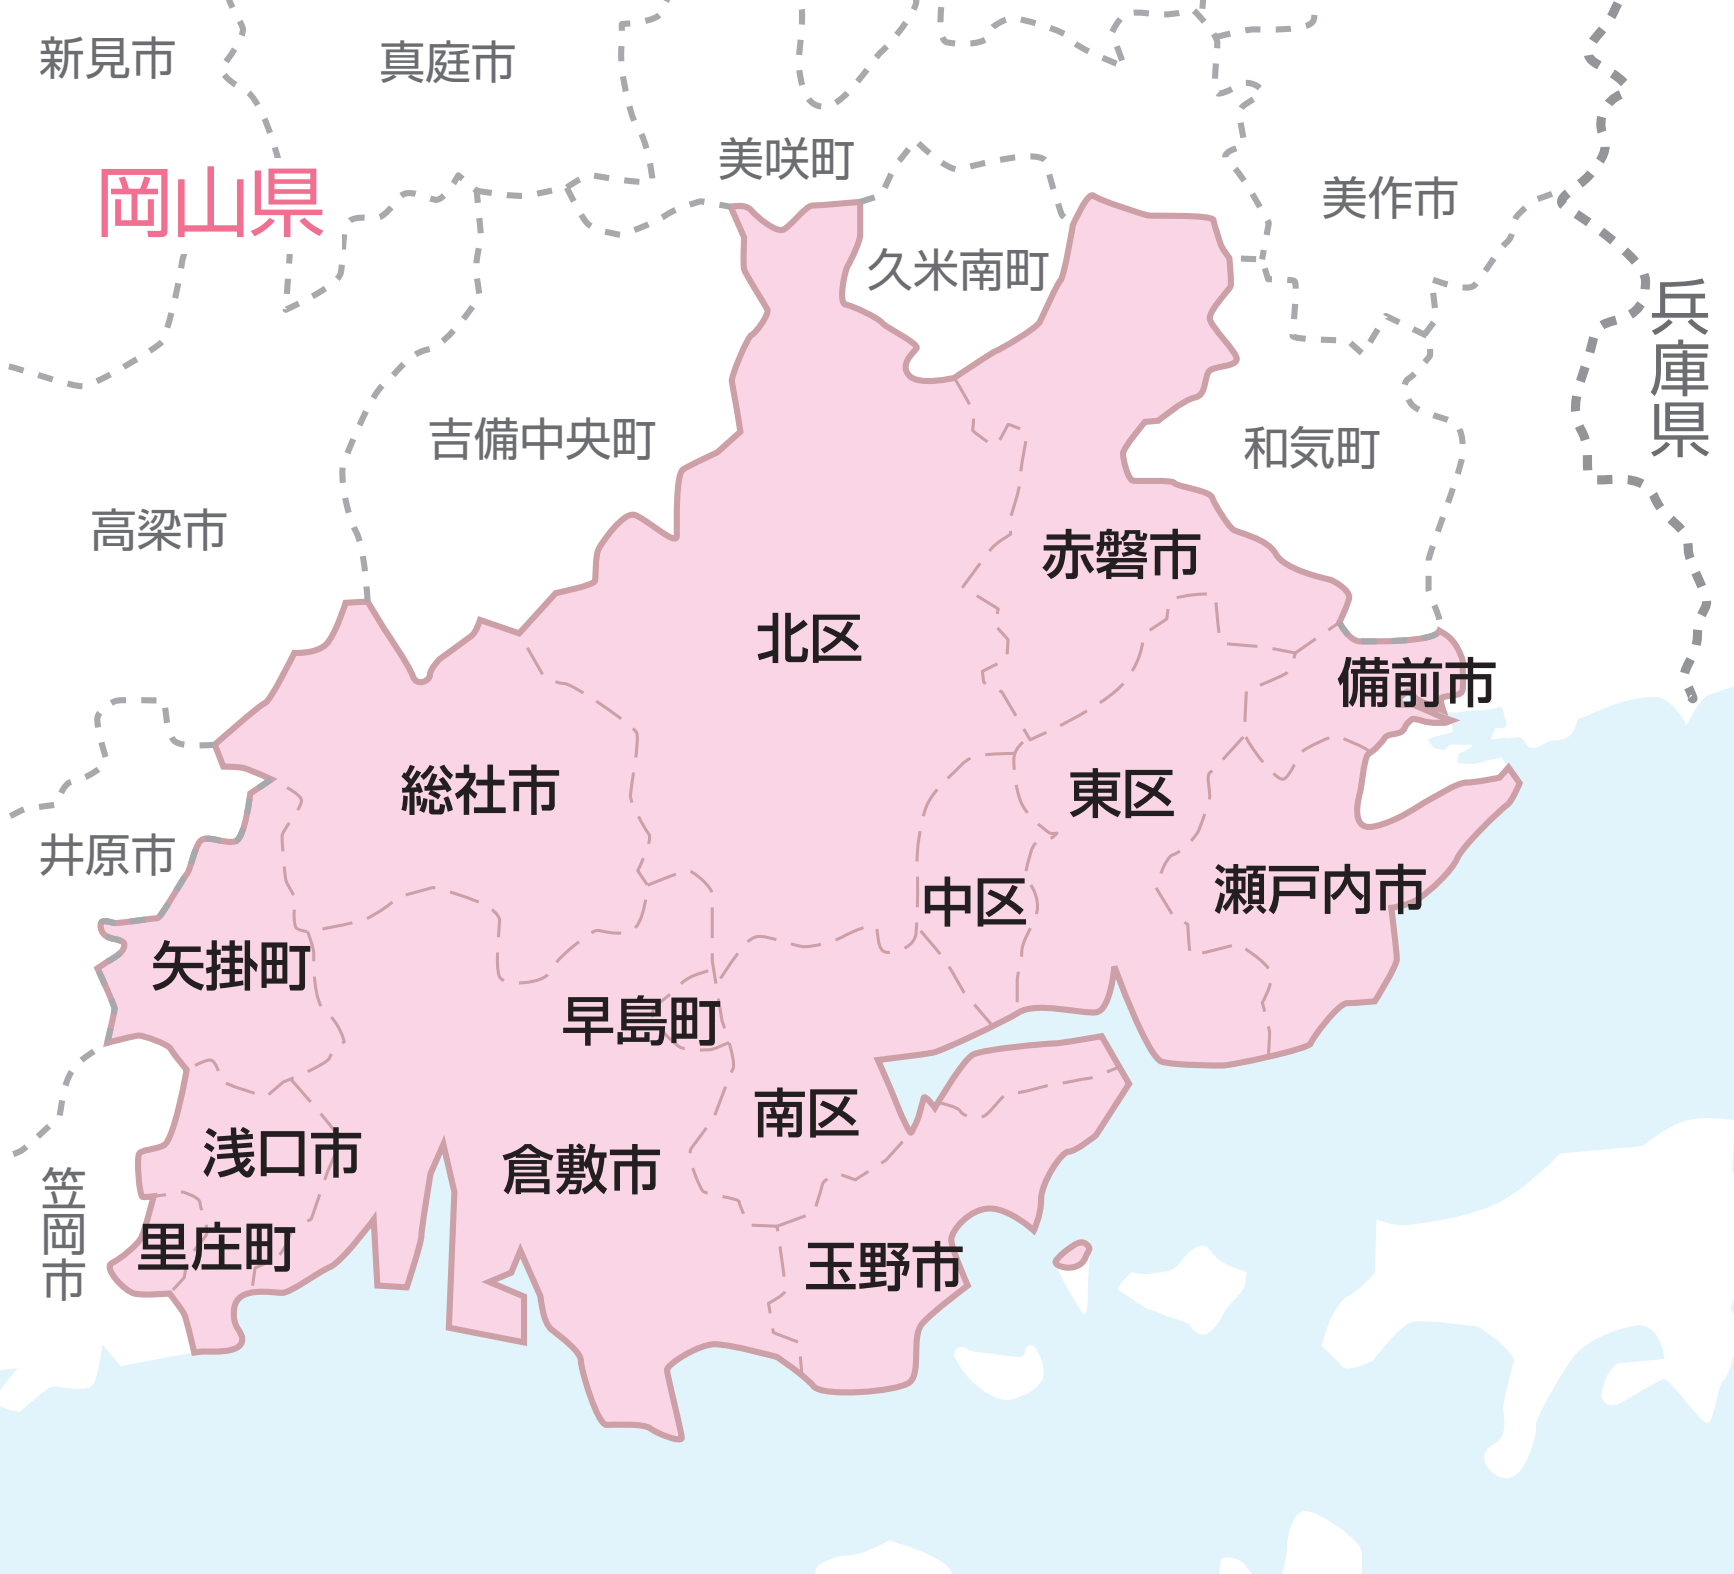 新見市
真庭市
美咲町
岡山県
美作市
久米南町
兵庫県
吉備中央町
和気町
高梁市
赤磐市
北区
備前市
総社市
東区
井原市
瀬戸内市
中区
矢掛町
早島町
南区
浅口市
倉敷市
笠岡市
里庄町
玉野市